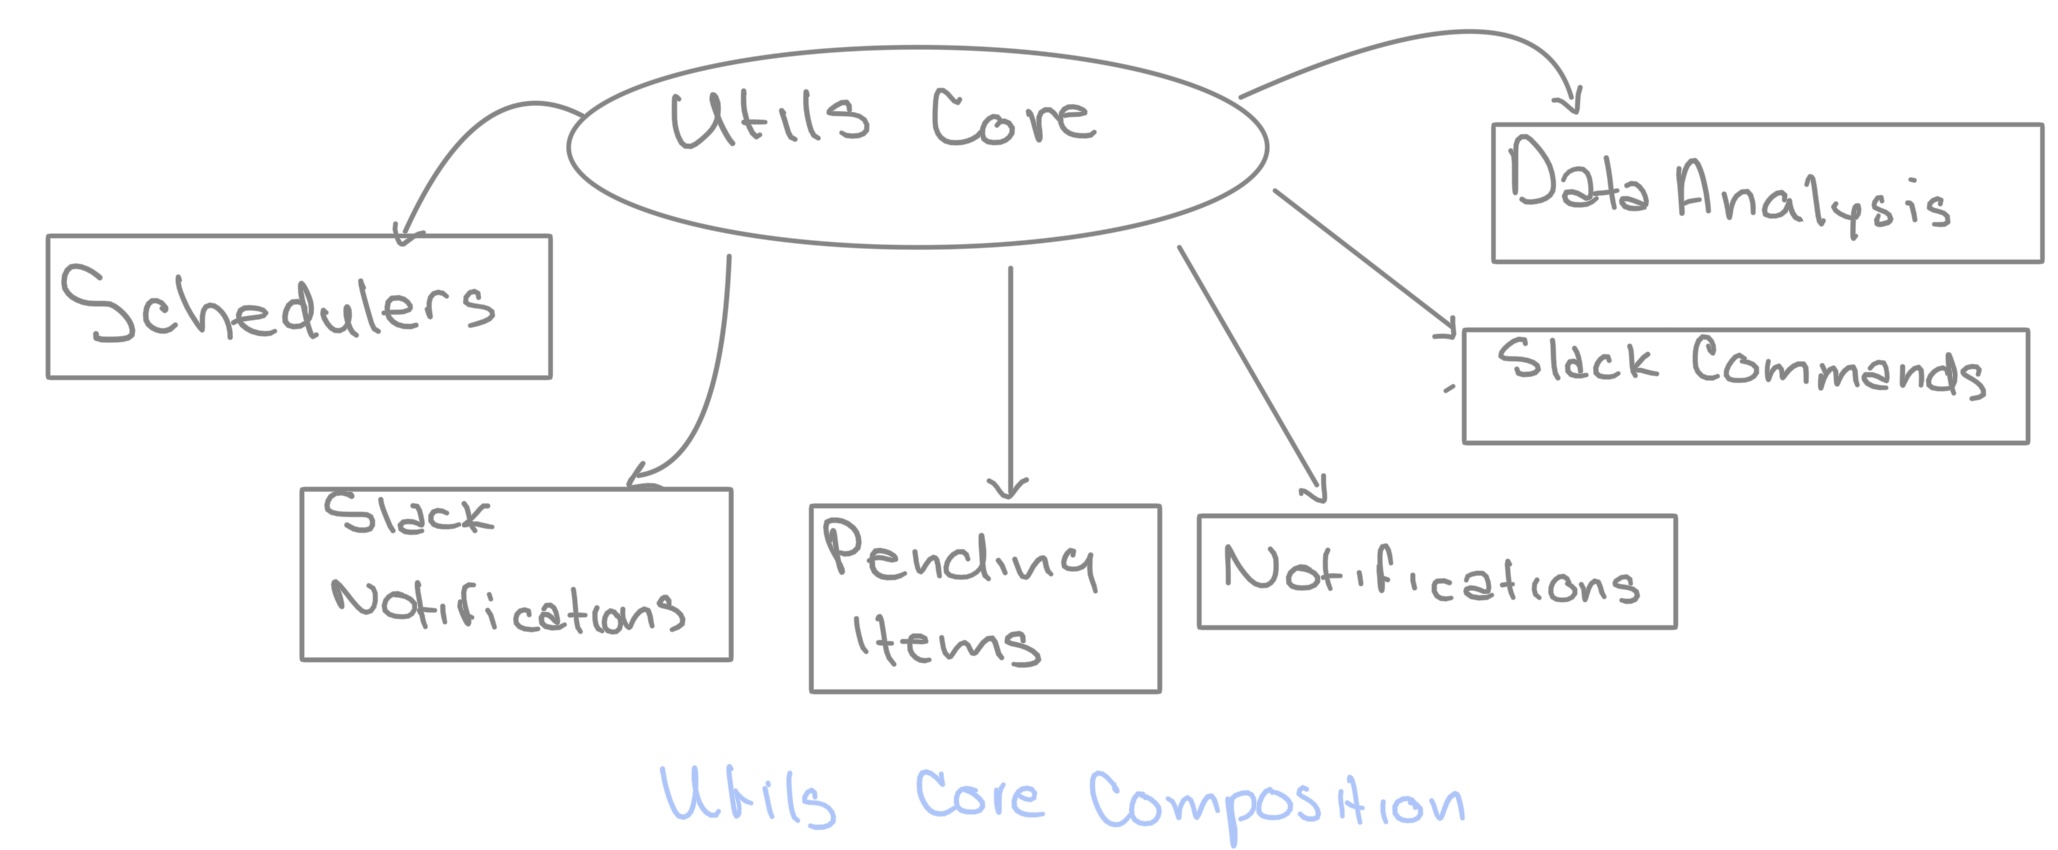 Utils Core
Data Analysis
Schedulers
Slack Commands
Slack
Notifications
Pending
Items
Notifications
Utils Core Composition